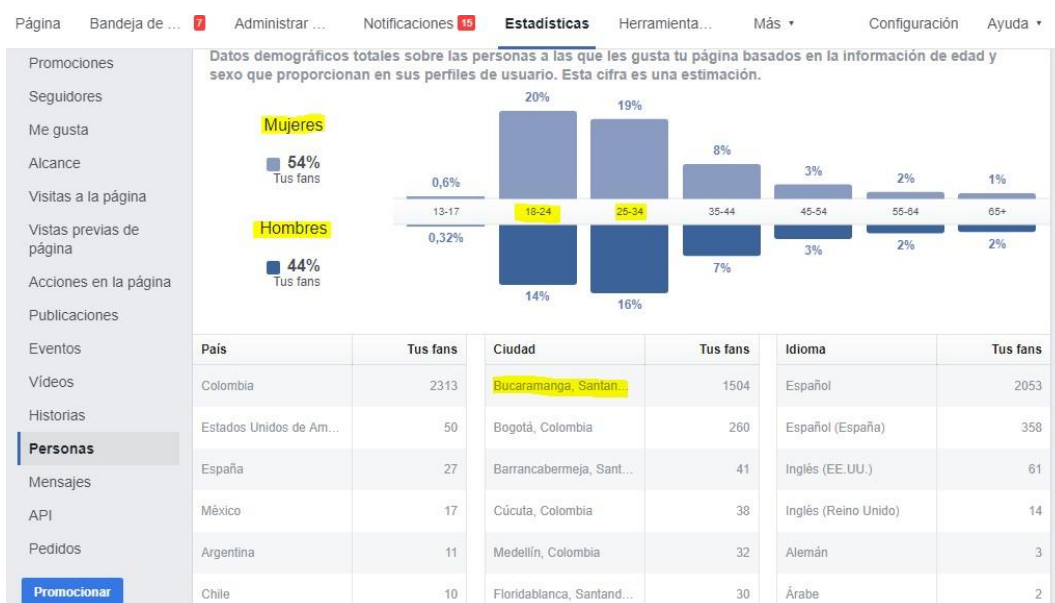 Página Bandeja de ... 7 Administrar ... Notificaciones 15 Estadísticas Herramienta... Más Configuración Ayuda
Promociones
Seguidores
Me gusta
Alcance
Visitas a la página
Vistas previas de
página
Acciones en la página
Publicaciones
Eventos
Vídeos
Historias
Personas
Mensajes
API
Pedidos
Promocionar
Datos demográficos totales sobre las personas a las que les gusta tu página basados en la información de edad y
sexo que proporcionan en sus perfiles de usuario. Esta cifra es una estimación.
Mujeres
54%
Tus fans
0,6% 20% 19% 8% 3% 2% 1%
13-17 18-24 25-34 35-44 45-54 55-64 65+
Hombres
44%
Tus fans
0,32% 14% 16% 7% 3% 2% 2%
País Tus fans Ciudad Tus fans Idioma Tus fans
Colombia 2313 Bucaramanga, Santan... 1504 Español 2053
Estados Unidos de Am... 50 Bogotá, Colombia 260 Español (España) 358
España 27 Barrancabermeja, Sant... 41 Inglés (EE.UU.) 61
México 17 Cúcuta, Colombia 38 Inglés (Reino Unido) 14
Argentina 11 Medellín, Colombia 32 Alemán 3
Chile 10 Floridablanca, Santand... 30 Árabe 2